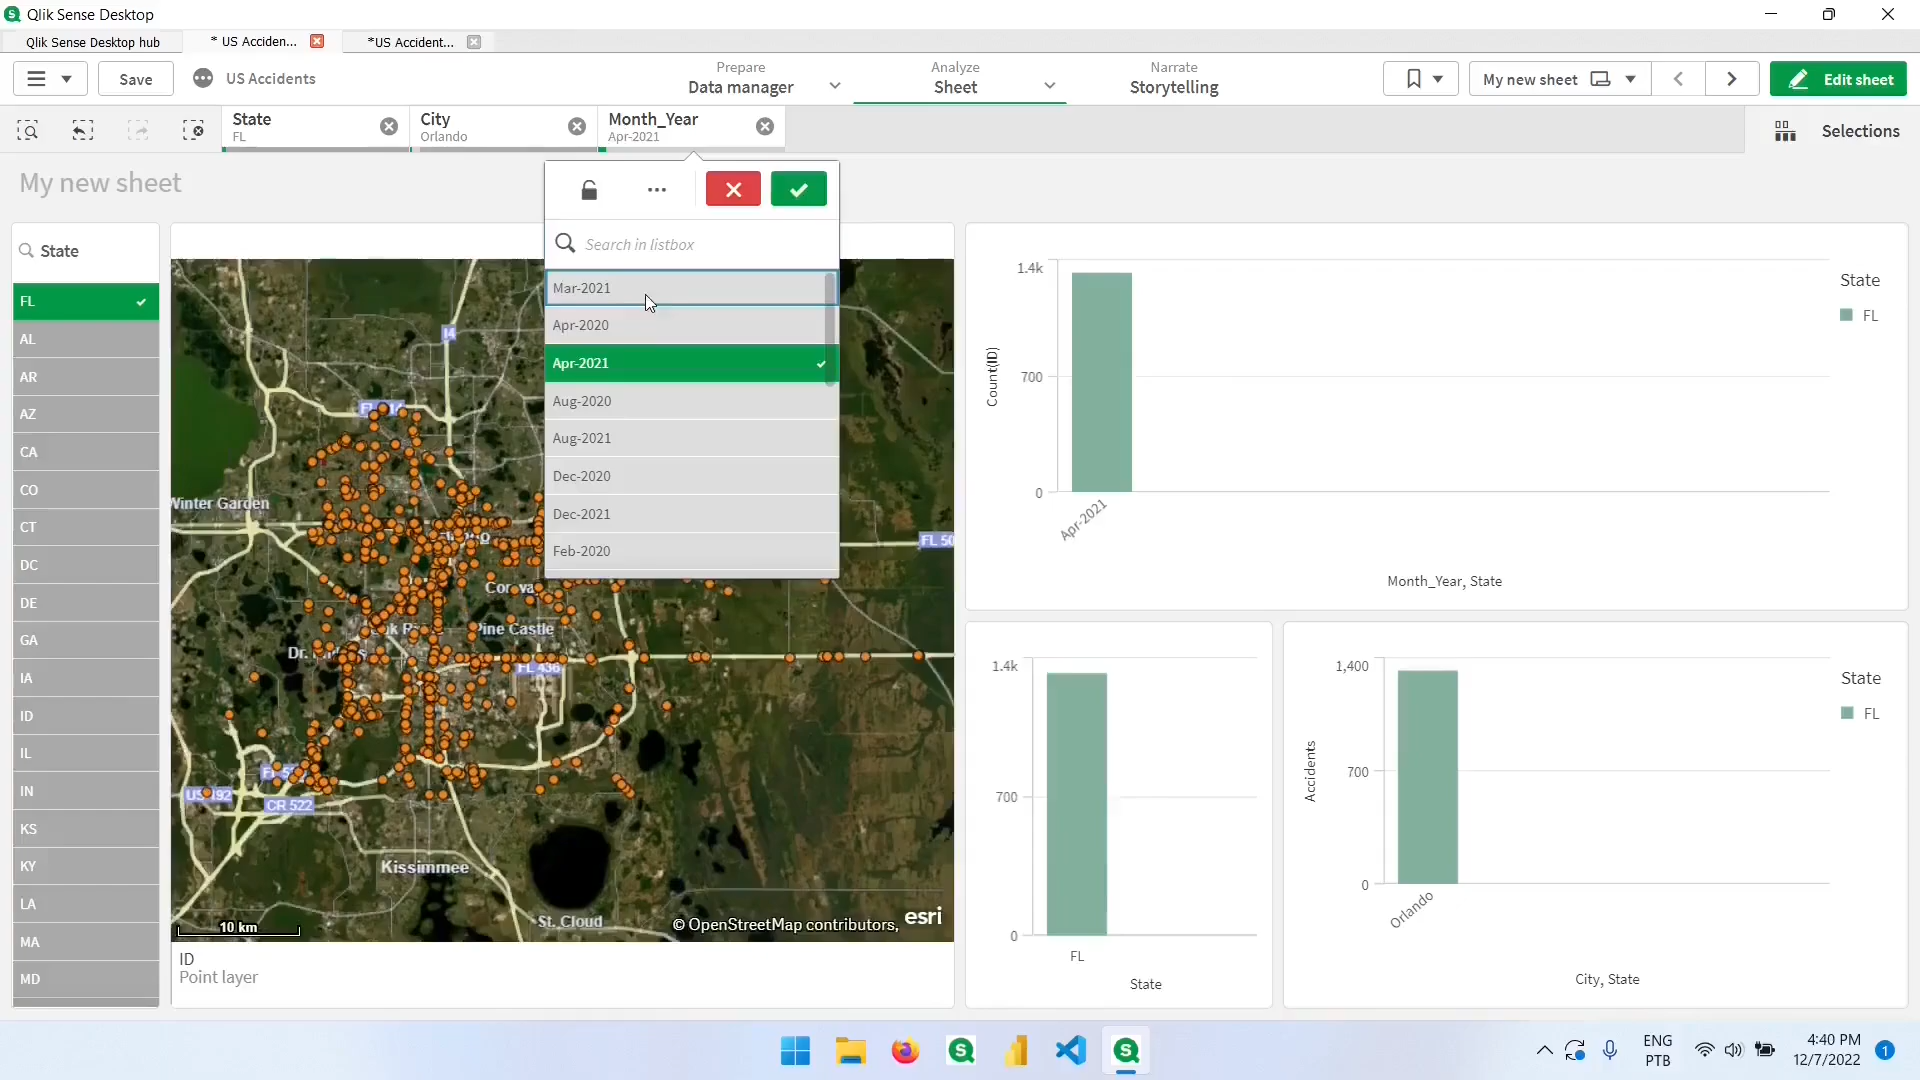 Qlik Sense Desktop
Qlik Sense Desktop hub
* US Acciden...
*US Accident...
Save
US Accidents
Prepare
Data manager
Analyze
Sheet
Narrate
Storytelling
My new sheet
Edit sheet
State
FL
City
Orlando
Month_Year
Apr-2021
Selections
My new sheet
State
FL
AL
AR
AZ
CA
CO
CT
DC
DE
GA
IA
ID
IL
IN
KS
KY
LA
MA
MD
Search in listbox
Mar-2021
Apr-2020
Apr-2021
Aug-2020
Aug-2021
Dec-2020
Dec-2021
Feb-2020
I4
Winter Garden
FL 50
Pine Castle
FL 436
CR 522
Kissimmee
St. Cloud
10 km
© OpenStreetMap contributors,
esri
ID
Point layer
1.4k
700
0
Count(ID)
Apr-2021
Month_Year, State
State
FL
1.4k
700
0
FL
State
1,400
700
0
Accidents
Orlando
City, State
State
FL
ENG
PTB
4:40 PM
12/7/2022
1